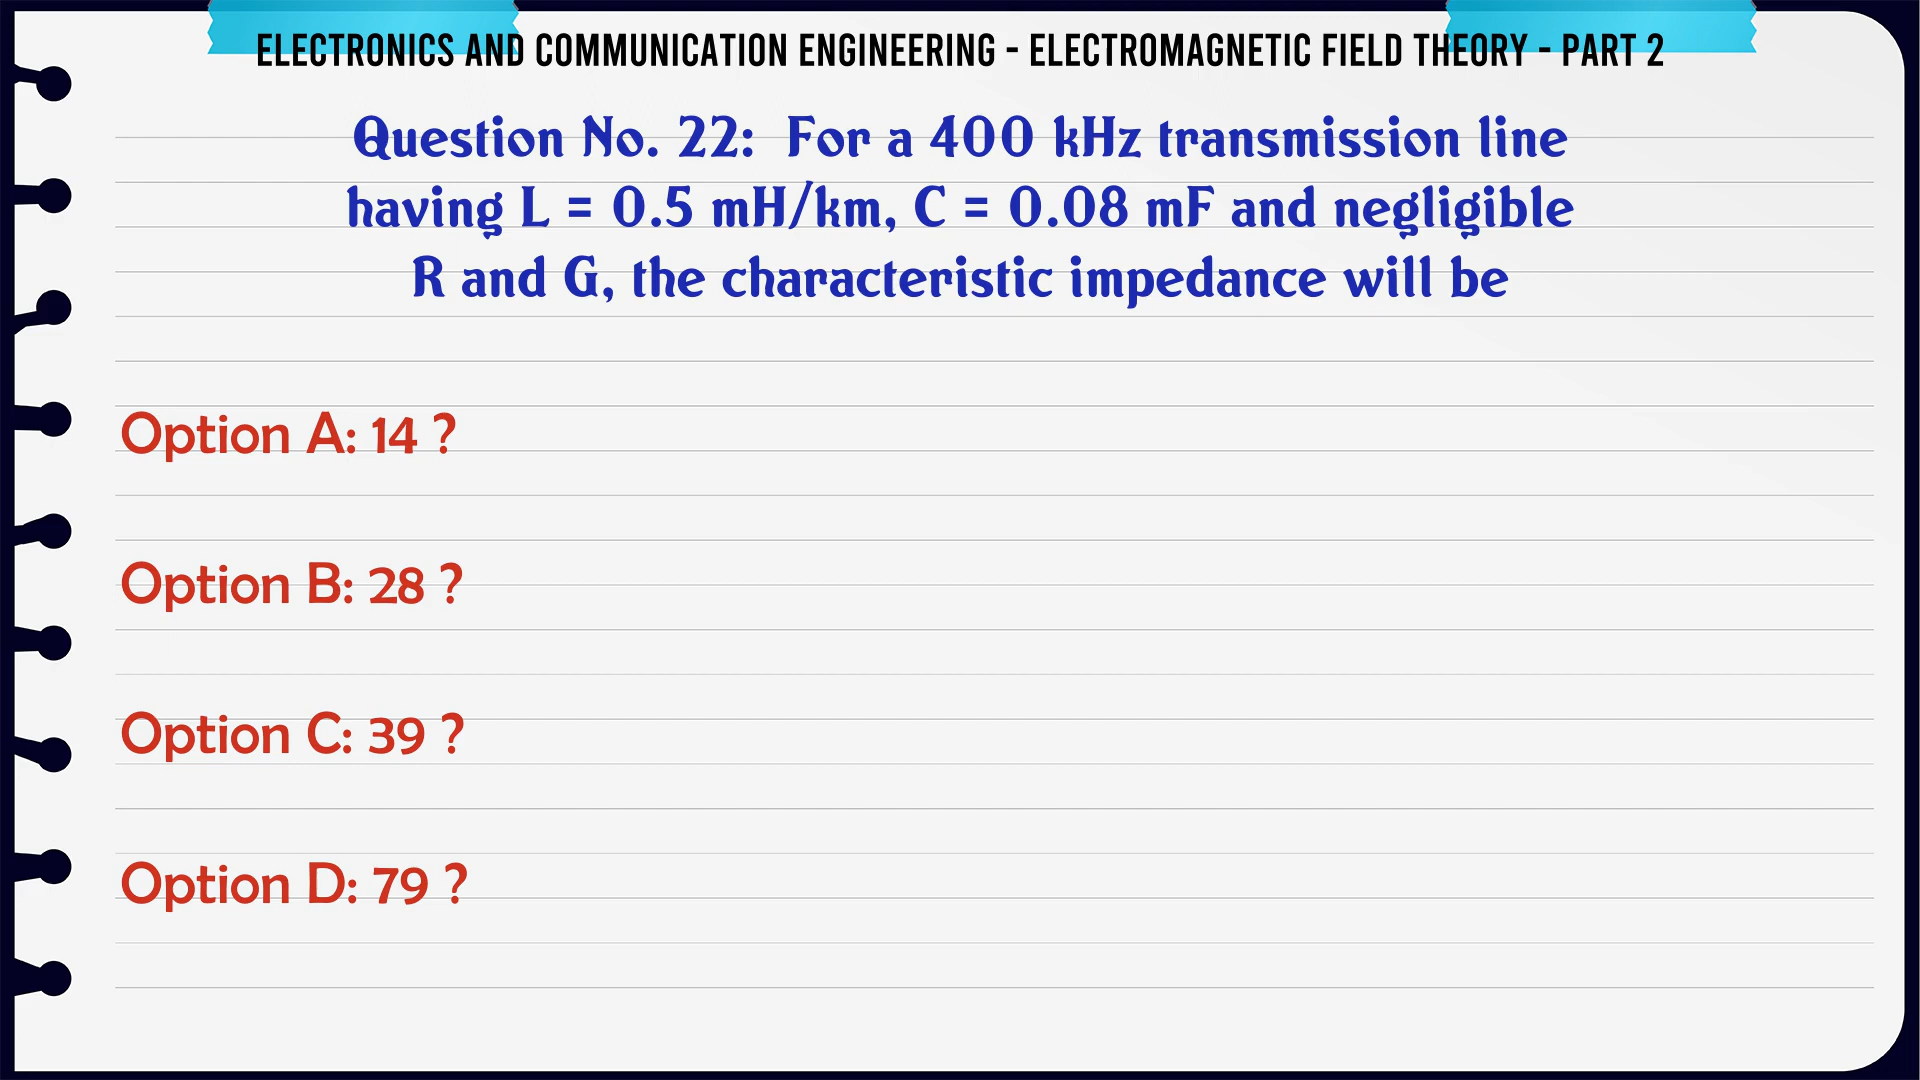 ELECTRONICS AND COMMUNICATION ENGINEERING - ELECTROMAGNETIC FIELD THEORY - PART 2
Question No. 22: For a 400 kHz transmission line
having L = 0.5 mH/km, C = 0.08 mF and negligible
R and G, the characteristic impedance will be
Option A: 14 ?
Option B: 28 ?
Option C: 39 ?
Option D: 79 ?